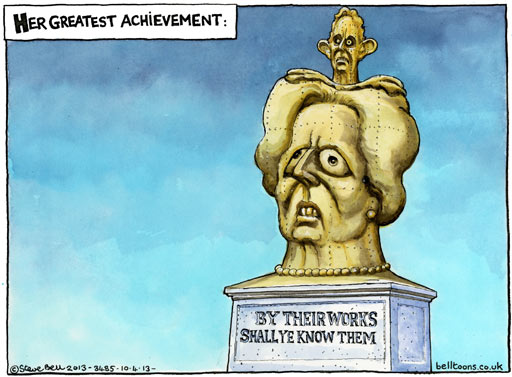 HER GREATEST ACHIEVEMENT:
BY THEIR WORKS
SHALL YE KNOW THEM
©Steve Bell 2013-3485-10.4.13-
belltoons.co.uk